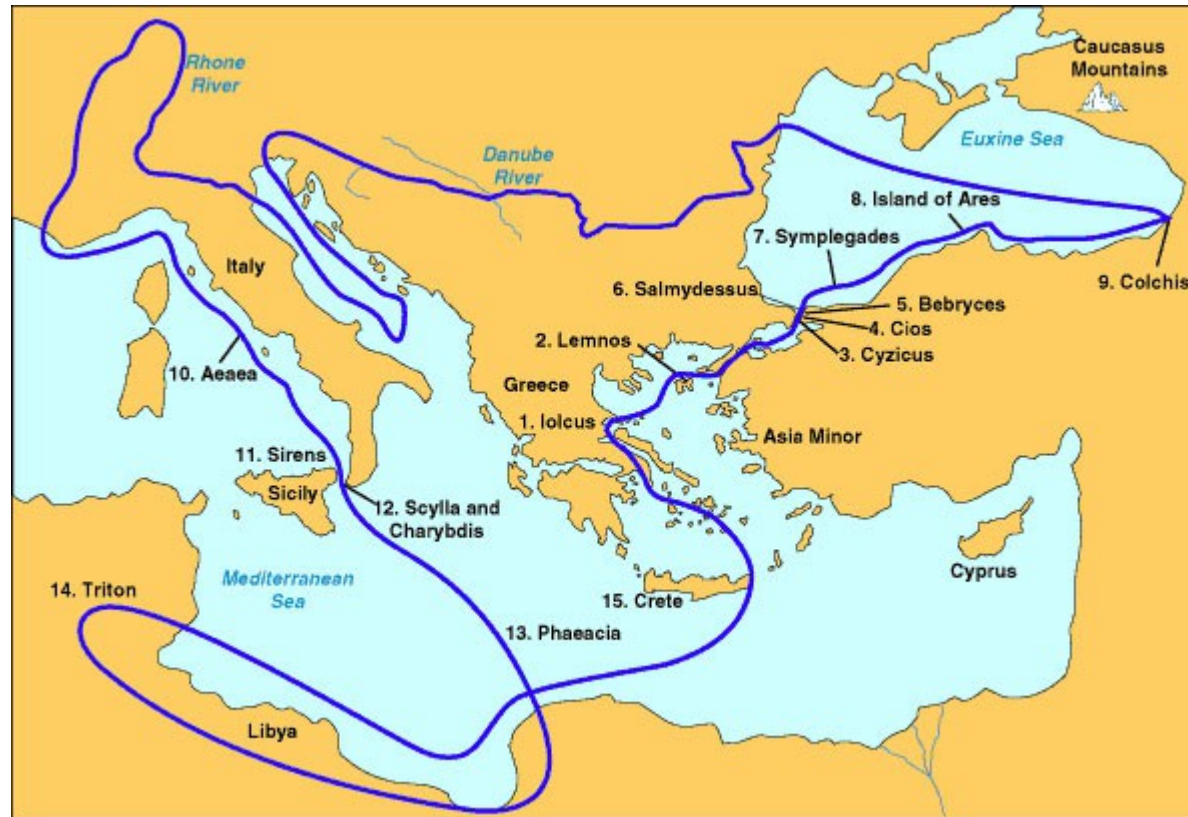 Rhone
River
Caucasus
Mountains
Euxine Sea
Danube
River
8. Island of Ares
7. Symplegades
Italy
6. Salmydessus
9. Colchis
5. Bebryces
4. Cios
3. Cyzicus
2. Lemnos
10. Aeaea
Greece
1. Iolcus
Asia Minor
11. Sirens
Sicily
12. Scylla and
Charybdis
Cyprus
Mediterranean
Sea
14. Triton
15. Crete
13. Phaeacia
Libya